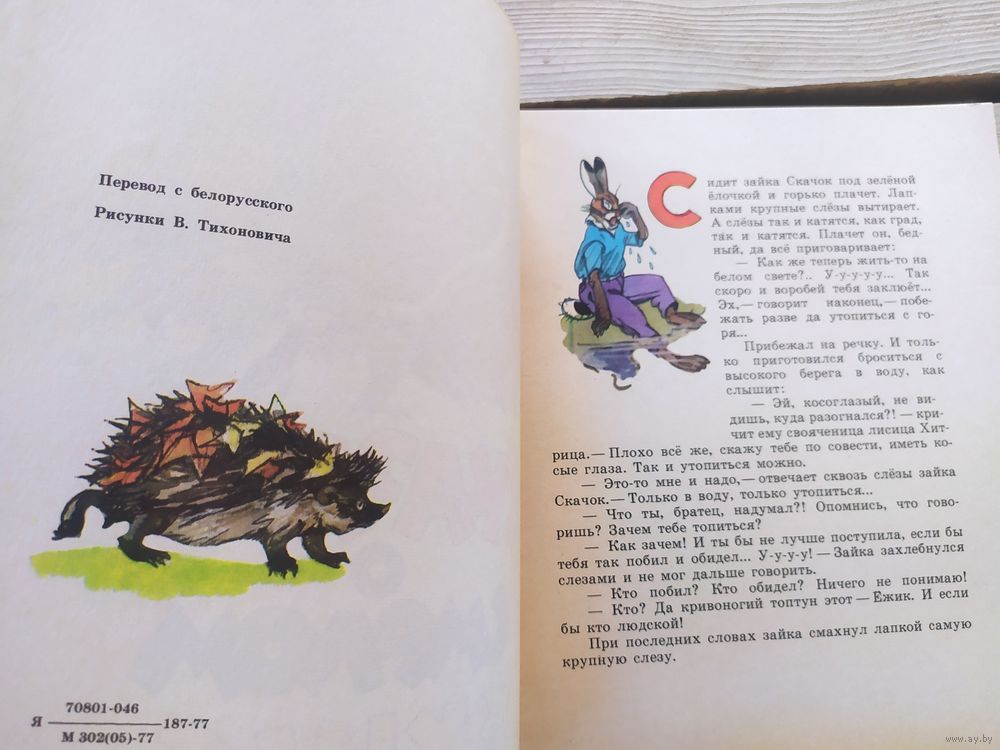 Перевод с белорусского
Рисунки В. Тихоновича
70801-046
Я ———— 187-77
М 302(05)-77
Сидит зайка Скачок под зелёной
ёлочкой и горько плачет. Лап-
ками крупные слёзы вытирает.
А слёзы так и катятся, как град,
так и катятся. Плачет он, бед-
ный, да всё приговаривает:
— Как же теперь жить-то на
белом свете?.. У-у-у-у-у... Так
скоро и воробей тебя заклюёт...
Эх,— говорит наконец,— побе-
жать разве да утопиться с го-
ря...
Прибежал на речку. И толь-
ко приготовился броситься с
высокого берега в воду, как
слышит:
— Эй, косоглазый, не ви-
дишь, куда разогнался?! — кри-
чит ему свояченица лисица Хит-
рица.— Плохо всё же, скажу тебе по совести, иметь ко-
сые глаза. Так и утопиться можно.
— Это-то мне и надо,— отвечает сквозь слёзы зайка
Скачок.— Только в воду, только утопиться...
— Что ты, братец, надумал?! Опомнись, что гово-
ришь? Зачем тебе топиться?
— Как зачем! И ты бы не лучше поступила, если бы
тебя так побил и обидел... У-у-у-у! — Зайка захлебнулся
слезами и не мог дальше говорить.
— Кто побил? Кто обидел? Ничего не понимаю!
— Кто? Да кривоногий топтун этот — Ёжик. И если
бы кто людской!
При последних словах зайка смахнул лапкой самую
крупную слезу.
www.ay.by